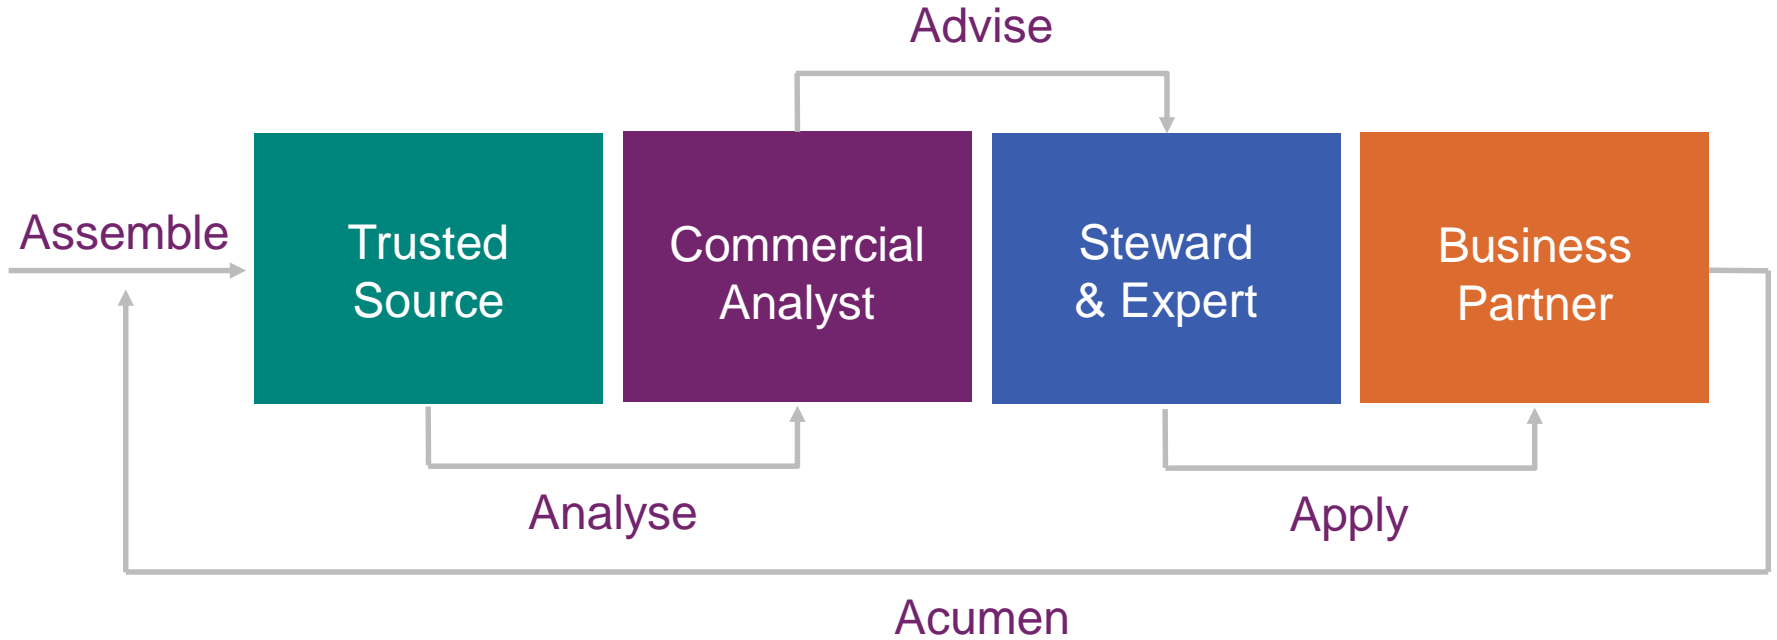 Advise
Assemble
Trusted
Source
Commercial
Analyst
Steward
& Expert
Business
Partner
Analyse
Apply
Acumen